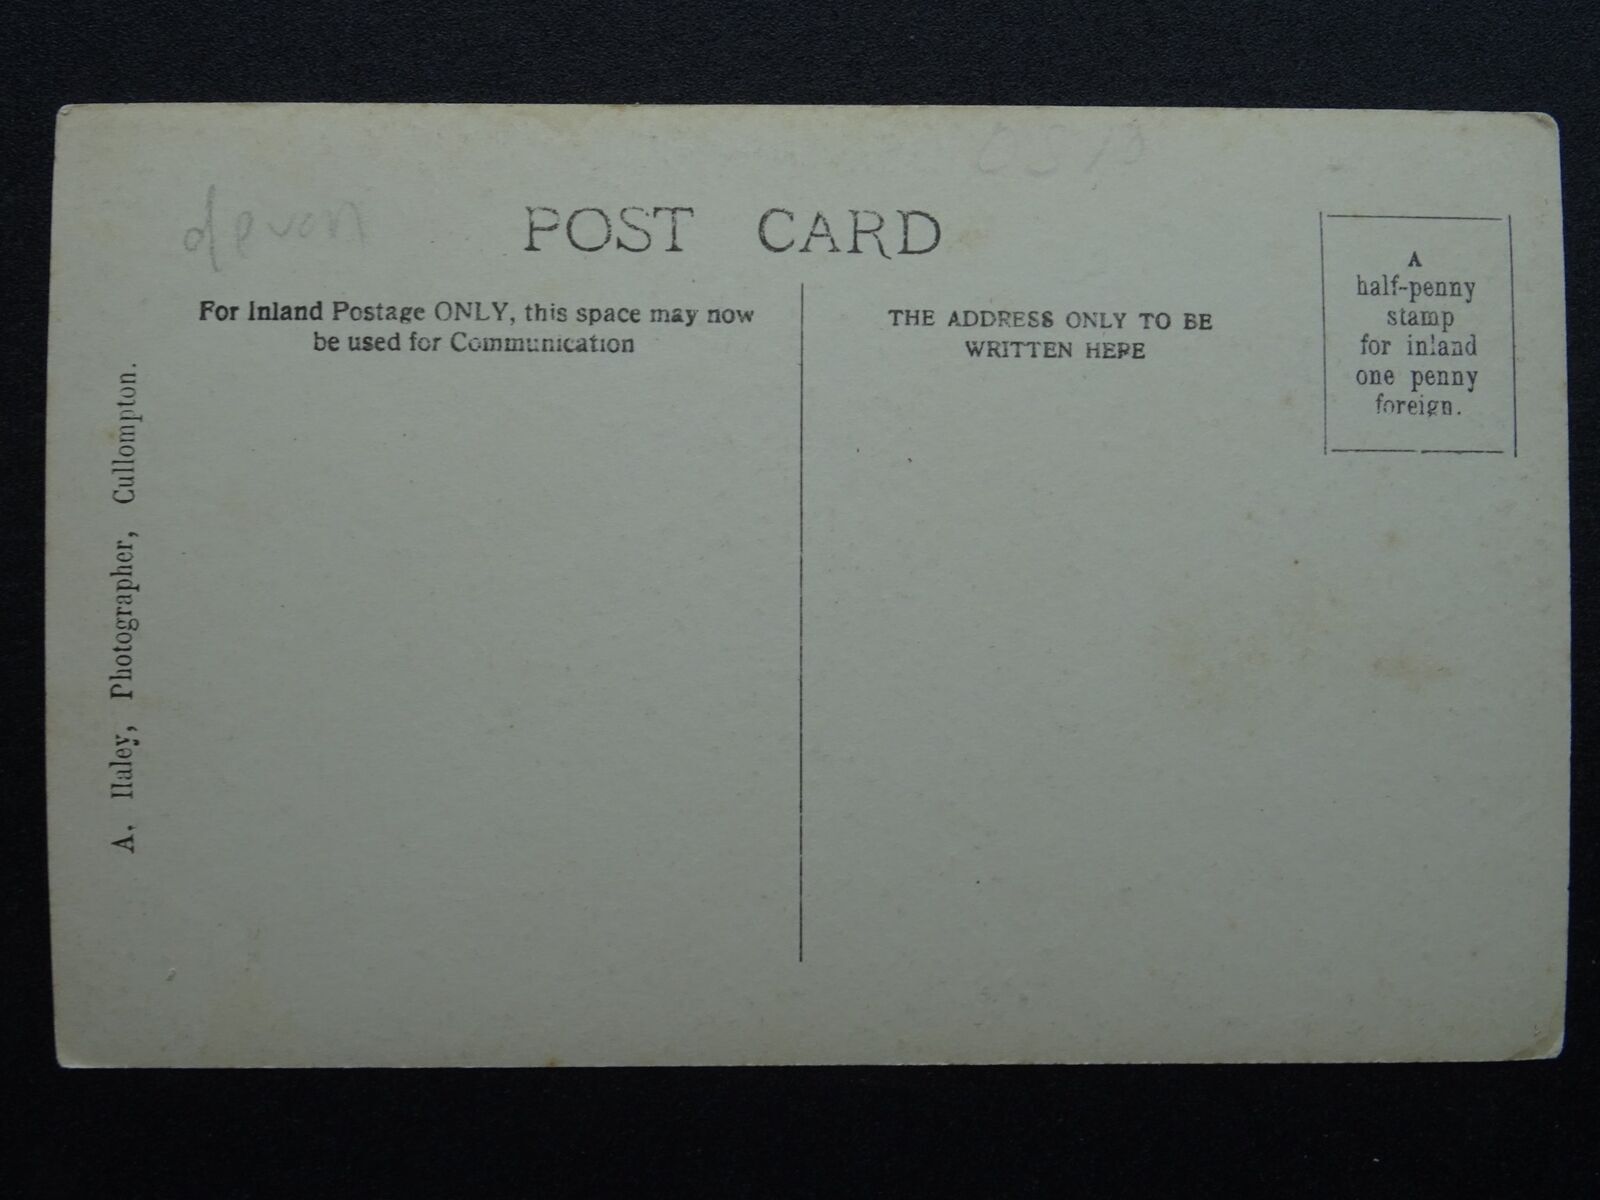 devon
POST CARD
For Inland Postage ONLY, this space may now
be used for Communication
THE ADDRESS ONLY TO BE
WRITTEN HERE
A
half-penny
stamp
for inland
one penny
foreign.
A. Haley, Photographer, Cullompton.